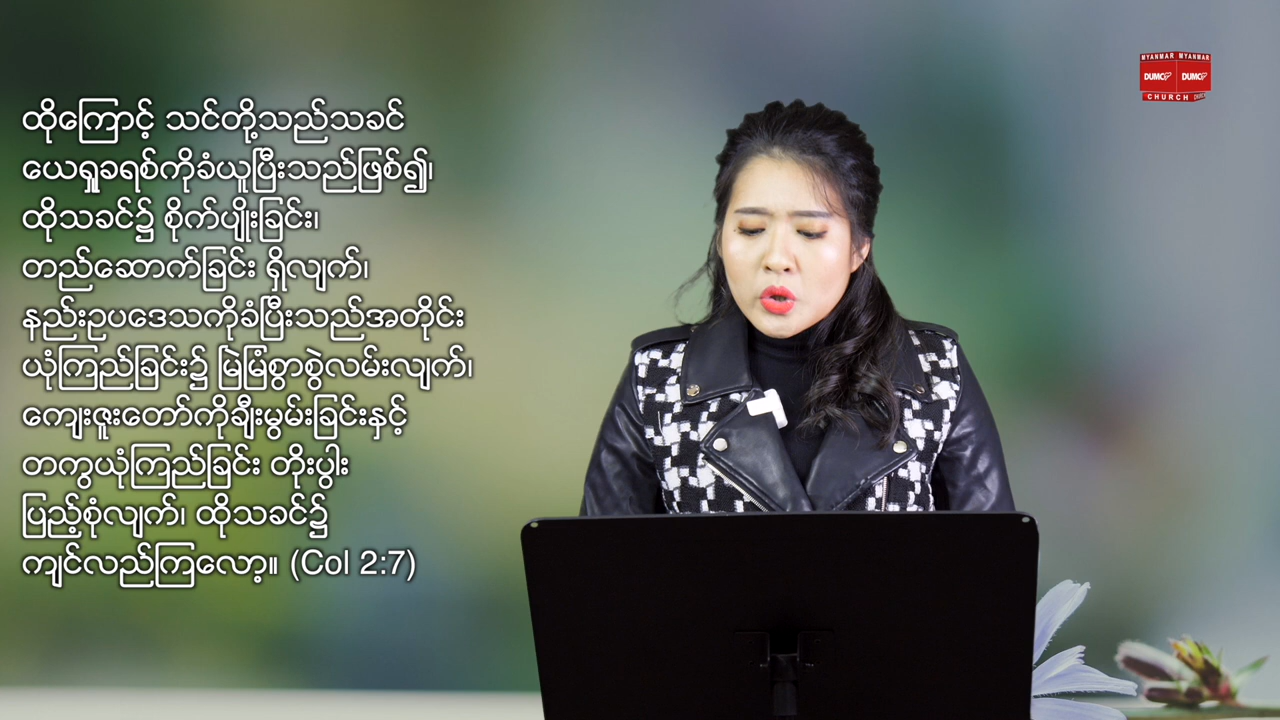 ထို့ကြောင့် သင်တို့သည်သခင်
ယေရှုခရစ်ကိုခံယူပြီးသည်ဖြစ်၍၊
ထိုသခင်၌ စိုက်ပျိုးခြင်း၊
တည်ဆောက်ခြင်း ရှိလျက်၊
နည်းဥပဒေသကိုခံပြီးသည်အတိုင်း
ယုံကြည်ခြင်း၌ မြဲမြံစွာစွဲလမ်းလျက်၊
ကျေးဇူးတော်ကိုချီးမွမ်းခြင်းနှင့်
တကွယုံကြည်ခြင်း တိုးပွါး
ပြည့်စုံလျက်၊ ထိုသခင်၌
ကျင်လည်ကြလော့။ (Col 2:7)
MYANMAR MYANMAR
DUMC DUMC
CHURCH CHURCH